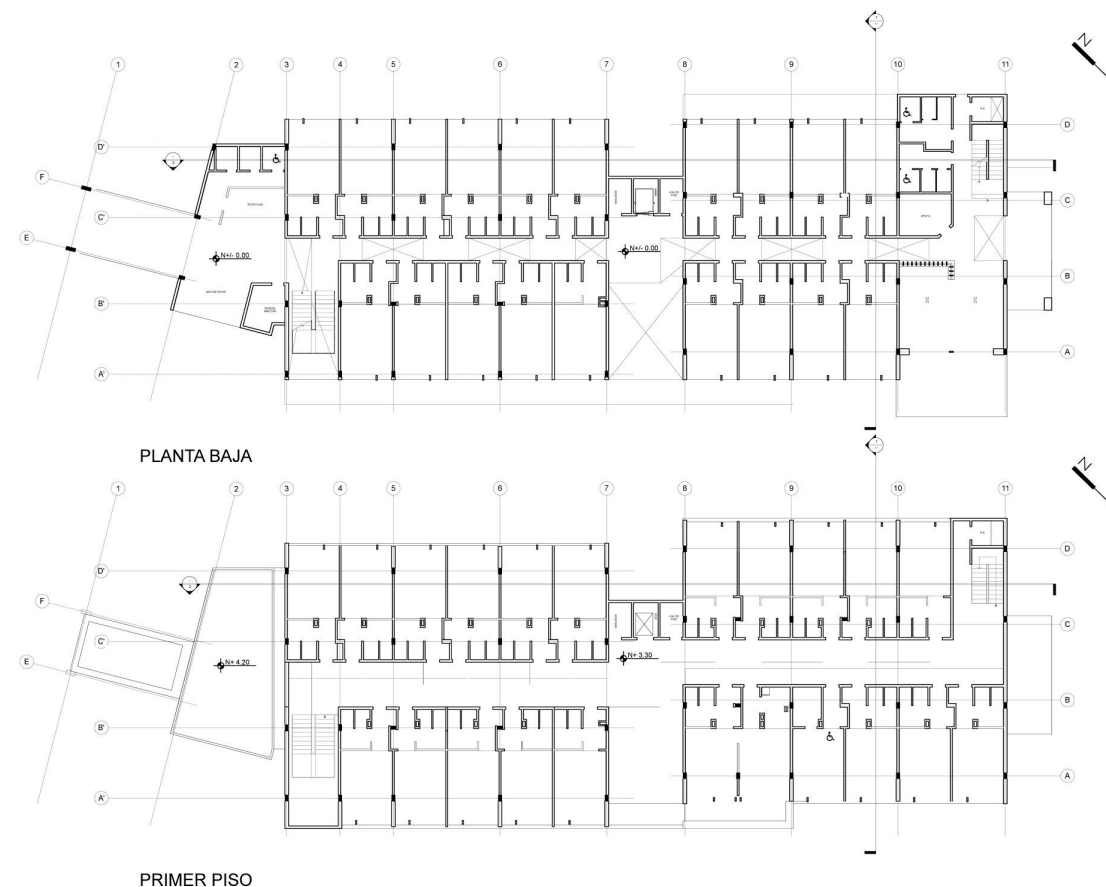 N
1 2 3 4 5 6 7 8 9 10 11
D'
D
F
C'
C
RECEPCION
N+/- 0.00
N+/- 0.00
E
B
B'
A'
A
PLANTA BAJA
N
1 2 3 4 5 6 7 8 9 10 11
D
D'
F
C
C'
N+ 4.20
N+ 3.30
E
B
B'
A
A'
PRIMER PISO